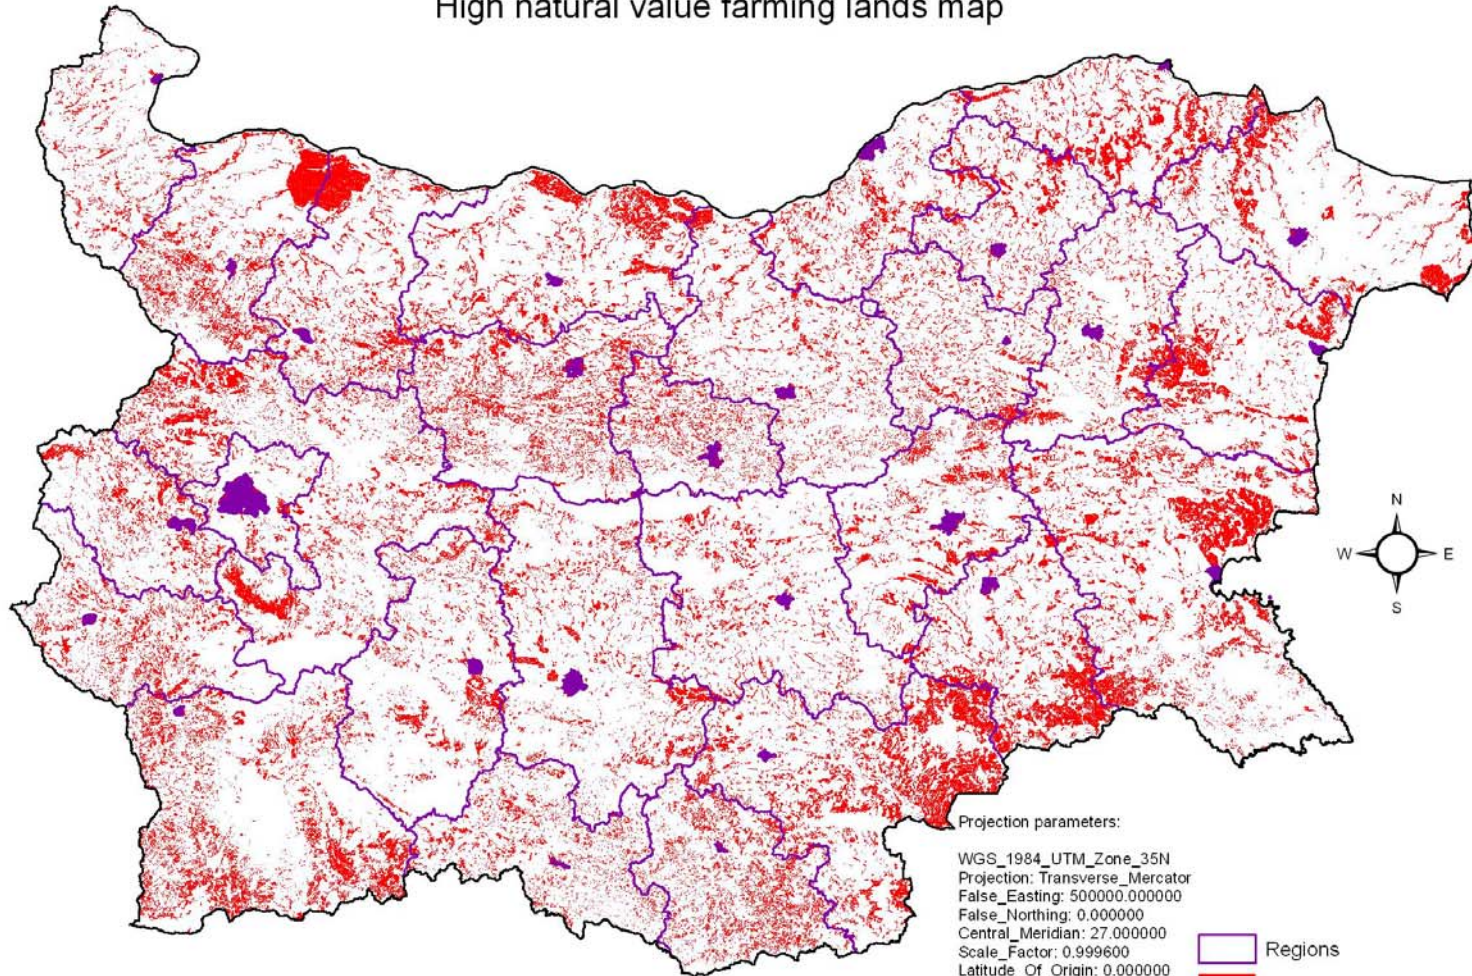 High natural value farming lands map
N
W E
S
Projection parameters:
WGS_1984_UTM_Zone_35N
Projection: Transverse_Mercator
False_Easting: 500000.000000
False_Northing: 0.000000
Central_Meridian: 27.000000
Scale_Factor: 0.999600
Latitude_Of_Origin: 0.000000
Regions